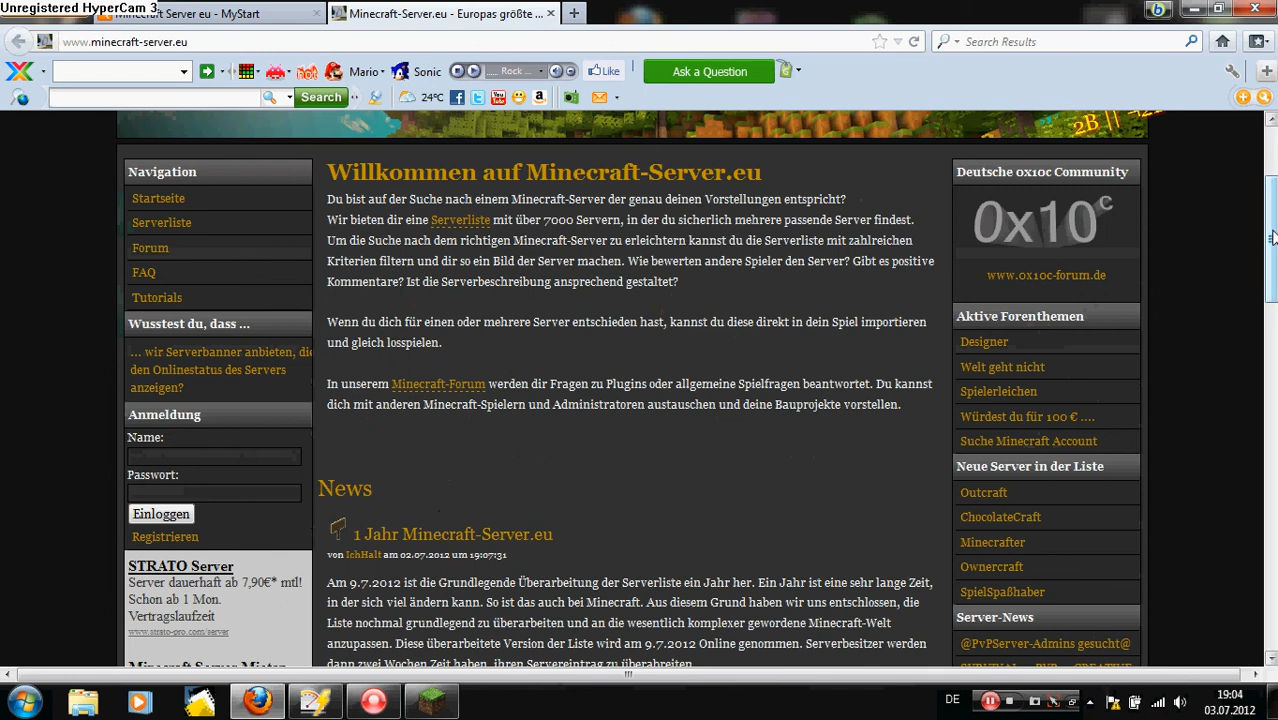 Unregistered HyperCam 3
Minecraft Server eu - MyStart
Minecraft-Server.eu - Europas größte ...
www.minecraft-server.eu
Search Results
Mario
Sonic
..... Rock ...
Like
Ask a Question
Search
24°C
You
Tube
2B ||
Navigation
Startseite
Serverliste
Forum
FAQ
Tutorials
Wusstest du, dass ...
... wir Serverbanner anbieten, die
den Onlinestatus des Servers
anzeigen?
Anmeldung
Name:
Passwort:
Einloggen
Registrieren
STRATO Server
Server dauerhaft ab 7,90€* mtl!
Schon ab 1 Mon.
Vertragslaufzeit
www.strato-pro.com/server
Minecraft Server Mieten
Willkommen auf Minecraft-Server.eu
Du bist auf der Suche nach einem Minecraft-Server der genau deinen Vorstellungen entspricht?
Wir bieten dir eine Serverliste mit über 7000 Servern, in der du sicherlich mehrere passende Server findest.
Um die Suche nach dem richtigen Minecraft-Server zu erleichtern kannst du die Serverliste mit zahlreichen
Kriterien filtern und dir so ein Bild der Server machen. Wie bewerten andere Spieler den Server? Gibt es positive
Kommentare? Ist die Serverbeschreibung ansprechend gestaltet?
Wenn du dich für einen oder mehrere Server entschieden hast, kannst du diese direkt in dein Spiel importieren
und gleich losspielen.
In unserem Minecraft-Forum werden dir Fragen zu Plugins oder allgemeine Spielfragen beantwortet. Du kannst
dich mit anderen Minecraft-Spielern und Administratoren austauschen und deine Bauprojekte vorstellen.
News
1 Jahr Minecraft-Server.eu
von IchHalt am 02.07.2012 um 19:07:31
Am 9.7.2012 ist die Grundlegende Überarbeitung der Serverliste ein Jahr her. Ein Jahr ist eine sehr lange Zeit,
in der sich viel ändern kann. So ist das auch bei Minecraft. Aus diesem Grund haben wir uns entschlossen, die
Liste nochmal grundlegend zu überarbeiten und an die wesentlich komplexer gewordene Minecraft-Welt
anzupassen. Diese überarbeitete Version der Liste wird am 9.7.2012 Online genommen. Serverbesitzer werden
dann zwei Wochen Zeit haben, ihren Servereintrag zu überabreiten.
Deutsche 0x10c Community
0x10c
www.0x10c-forum.de
Aktive Forenthemen
Designer
Welt geht nicht
Spielerleichen
Würdest du für 100 € ....
Suche Minecraft Account
Neue Server in der Liste
Outcraft
ChocolateCraft
Minecrafter
Ownercraft
SpielSpaßhaber
Server-News
@PvPServer-Admins gesucht@
DE
19:04
03.07.2012